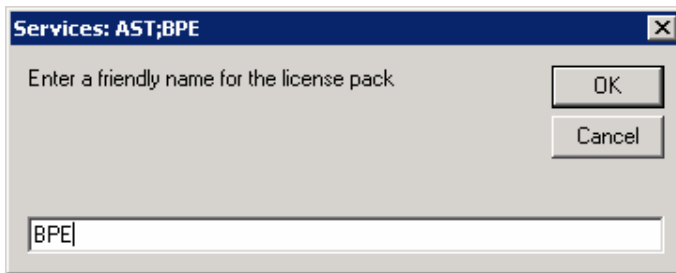 Services: AST;BPE
Enter a friendly name for the license pack
OK
Cancel
BPE